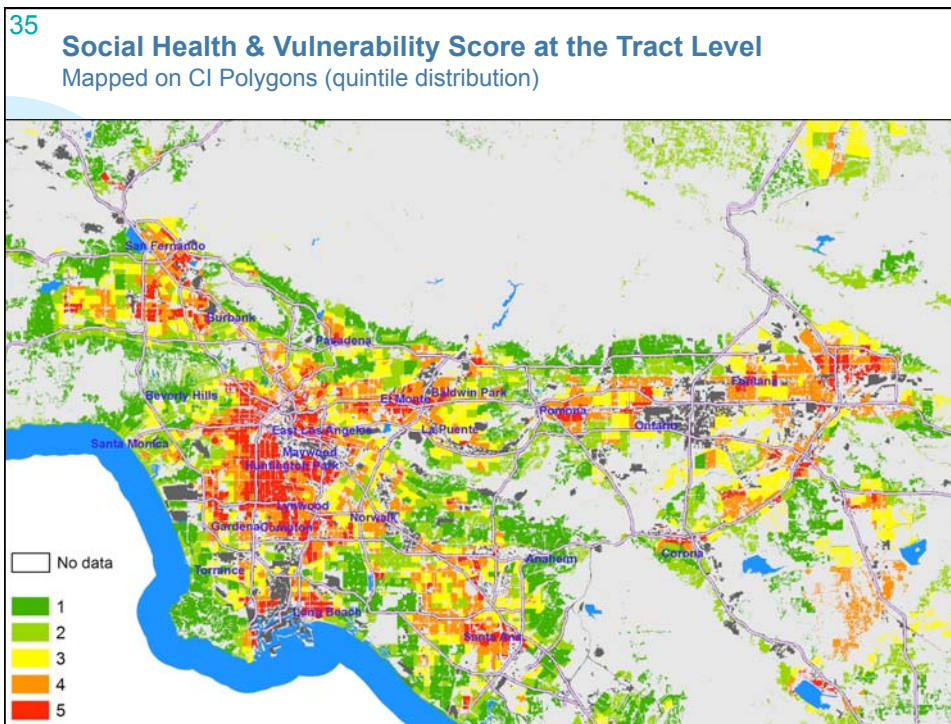 35
Social Health & Vulnerability Score at the Tract Level
Mapped on CI Polygons (quintile distribution)
San Fernando
Burbank
Pasadena
Beverly Hills
El Monte
Baldwin Park
Fontana
Pomona
Santa Monica
East Los Angeles
La Puente
Ontario
Maywood
Huntington Park
Lynwood
Norwalk
Gardena
Compton
Torrance
Anaheim
Corona
Long Beach
Santa Ana
No data
1
2
3
4
5